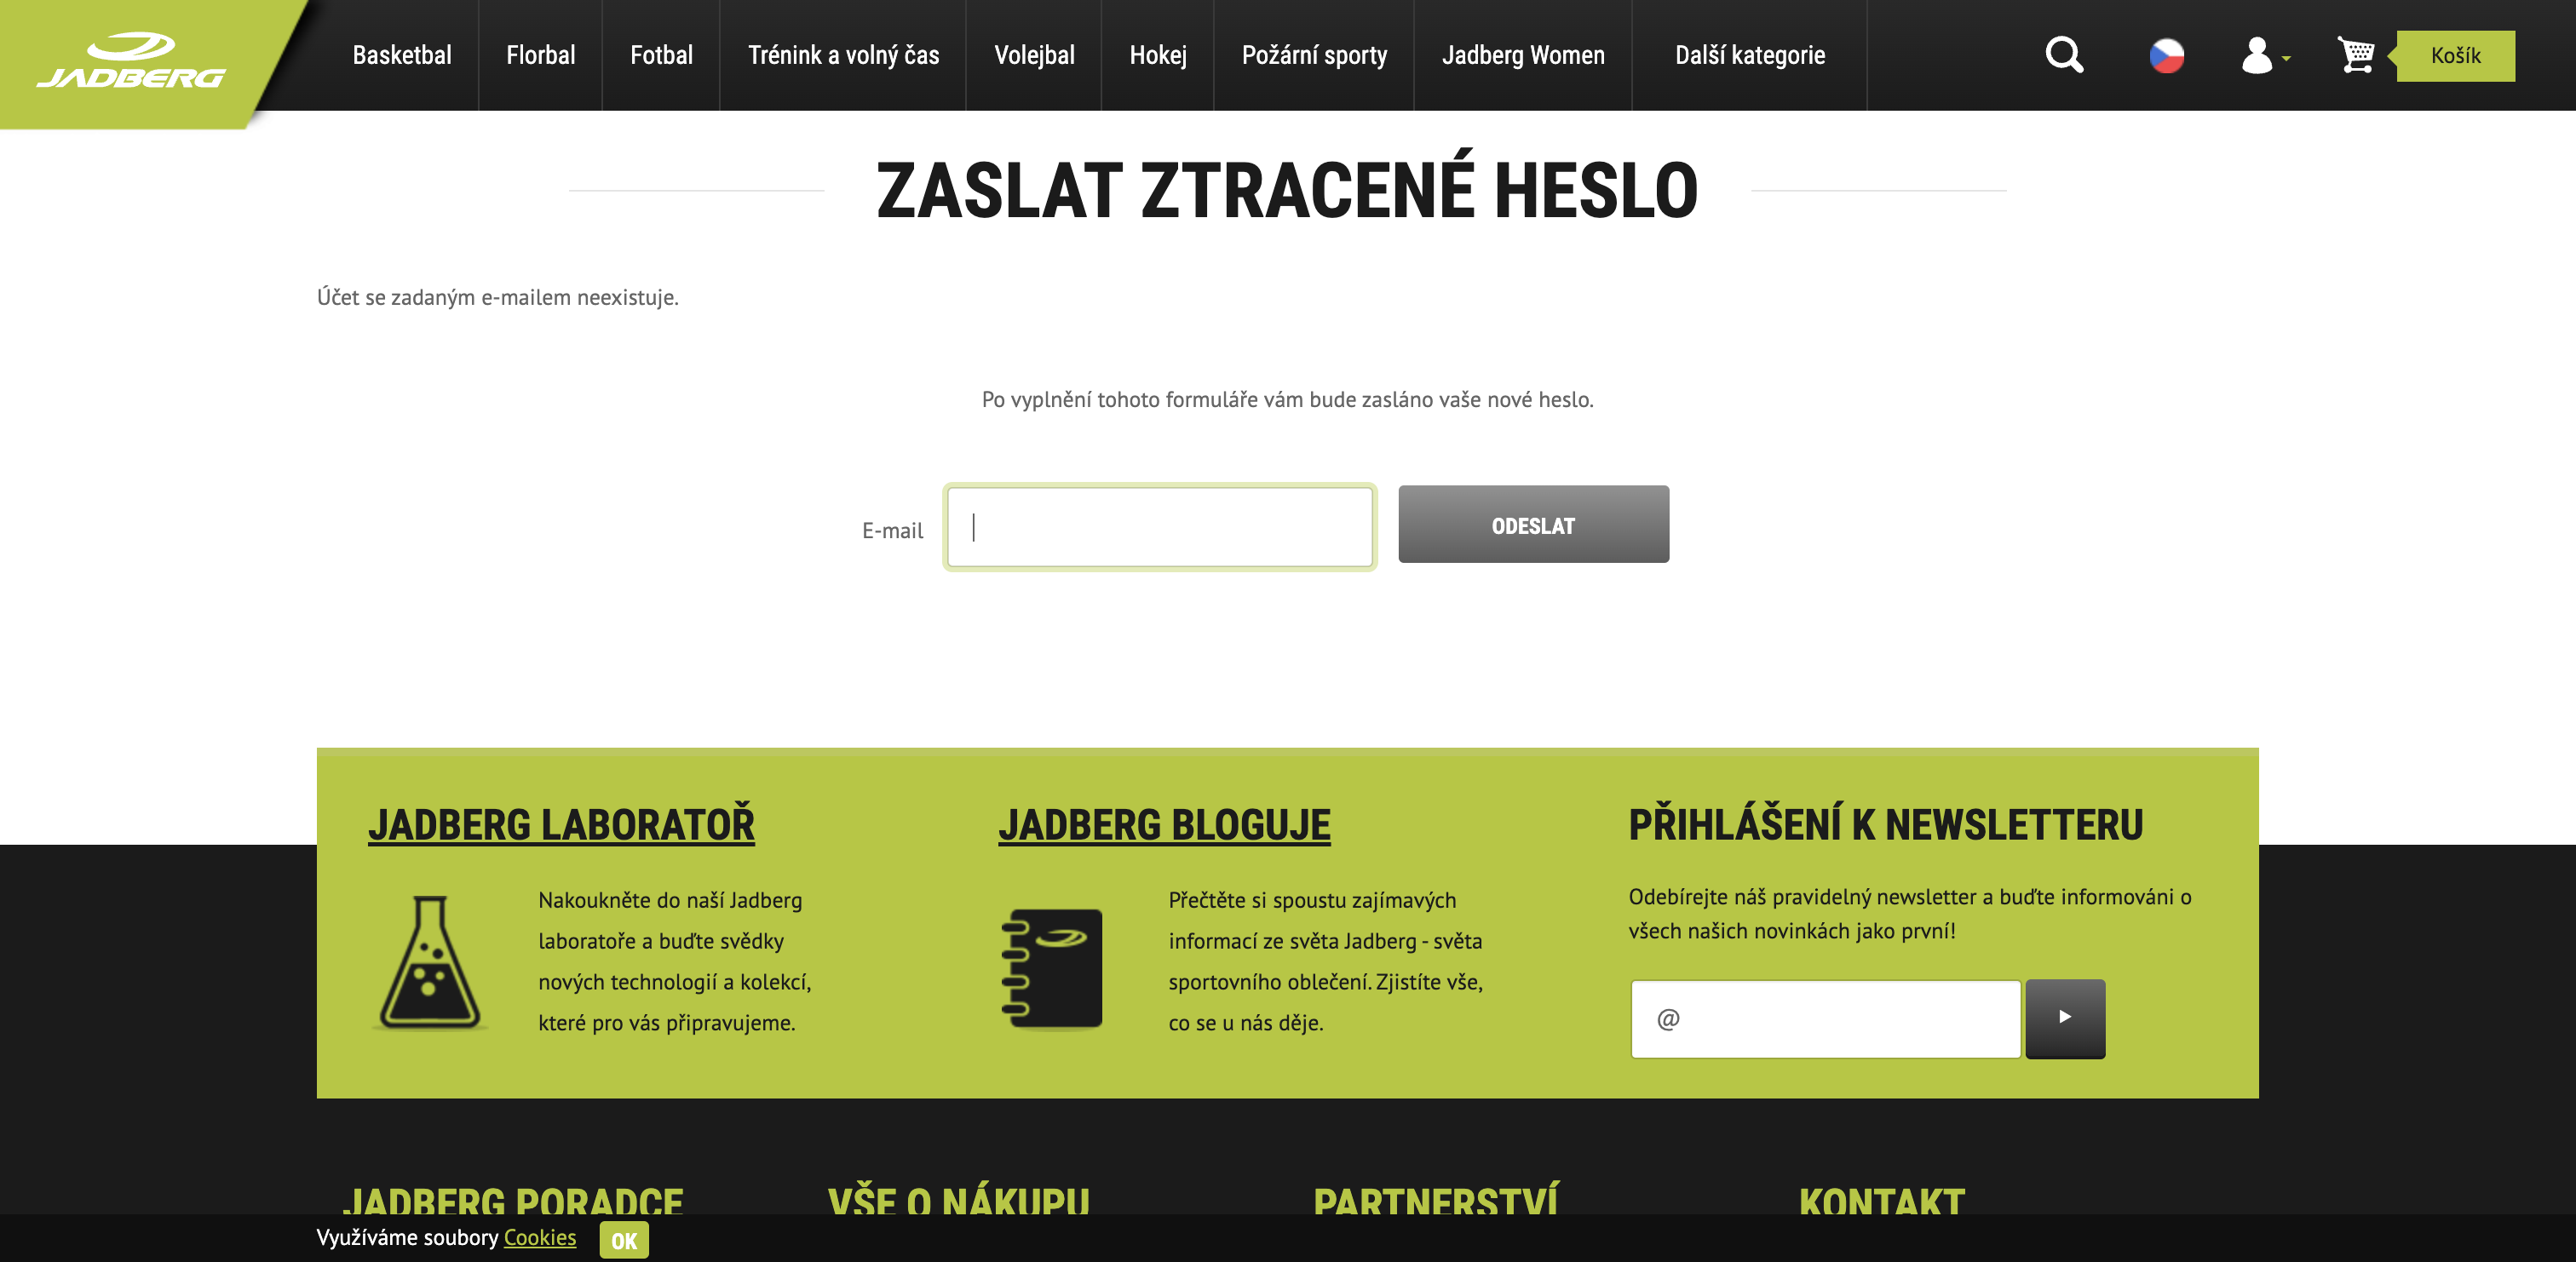 JADBERG
Basketbal
Florbal
Fotbal
Trénink a volný čas
Volejbal
Hokej
Požární sporty
Jadberg Women
Další kategorie
Košík
ZASLAT ZTRACENÉ HESLO
Účet se zadaným e-mailem neexistuje.
Po vyplnění tohoto formuláře vám bude zasláno vaše nové heslo.
E-mail
ODESLAT
JADBERG LABORATOŘ
Nakoukněte do naší Jadberg
laboratoře a buďte svědky
nových technologií a kolekcí,
které pro vás připravujeme.
JADBERG BLOGUJE
Přečtěte si spoustu zajímavých
informací ze světa Jadberg - světa
sportovního oblečení. Zjistíte vše,
co se u nás děje.
PŘIHLÁŠENÍ K NEWSLETTERU
Odebírejte náš pravidelný newsletter a buďte informováni o
všech našich novinkách jako první!
@
JADBERG PORADCE
VŠE O NÁKUPU
PARTNERSTVÍ
KONTAKT
Využíváme soubory Cookies
OK